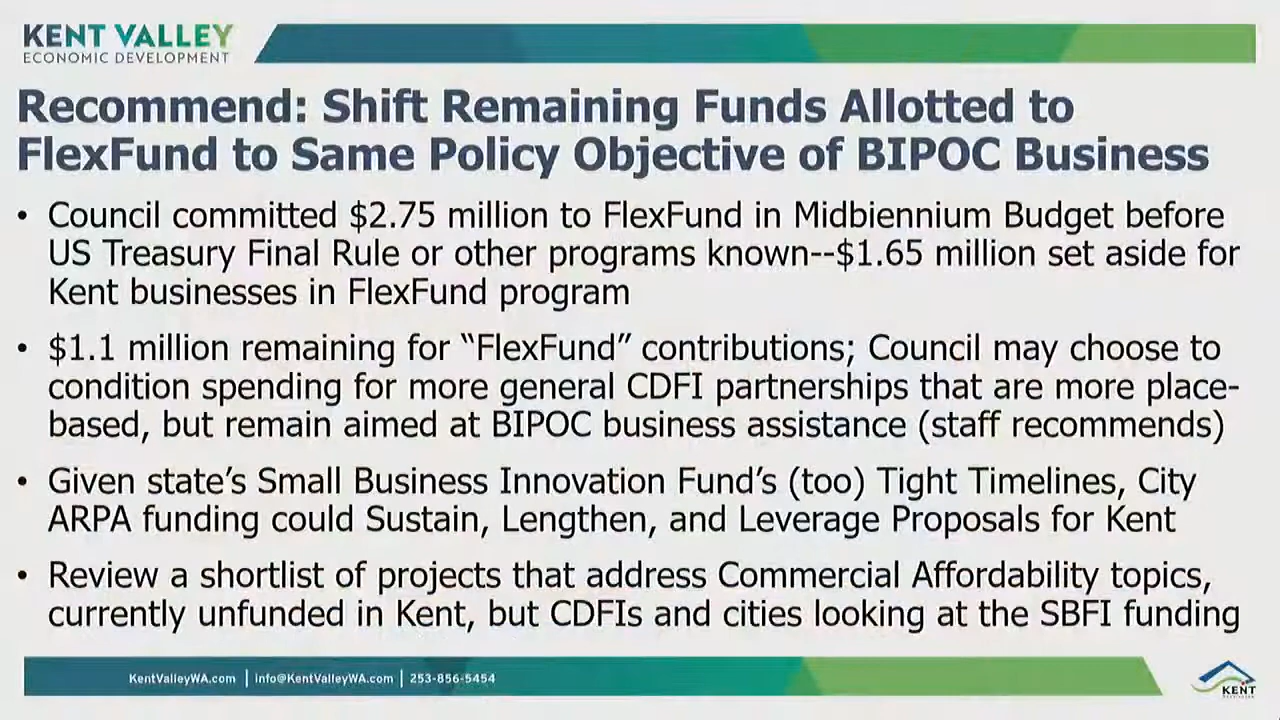 KENT VALLEY
ECONOMIC DEVELOPMENT
Recommend: Shift Remaining Funds Allotted to
FlexFund to Same Policy Objective of BIPOC Business
• Council committed $2.75 million to FlexFund in Midbiennium Budget before
US Treasury Final Rule or other programs known--$1.65 million set aside for
Kent businesses in FlexFund program
• $1.1 million remaining for “FlexFund” contributions; Council may choose to
condition spending for more general CDFI partnerships that are more place-
based, but remain aimed at BIPOC business assistance (staff recommends)
• Given state’s Small Business Innovation Fund’s (too) Tight Timelines, City
ARPA funding could Sustain, Lengthen, and Leverage Proposals for Kent
• Review a shortlist of projects that address Commercial Affordability topics,
currently unfunded in Kent, but CDFIs and cities looking at the SBFI funding
KentValleyWA.com | info@KentValleyWA.com | 253-856-5454
KENT